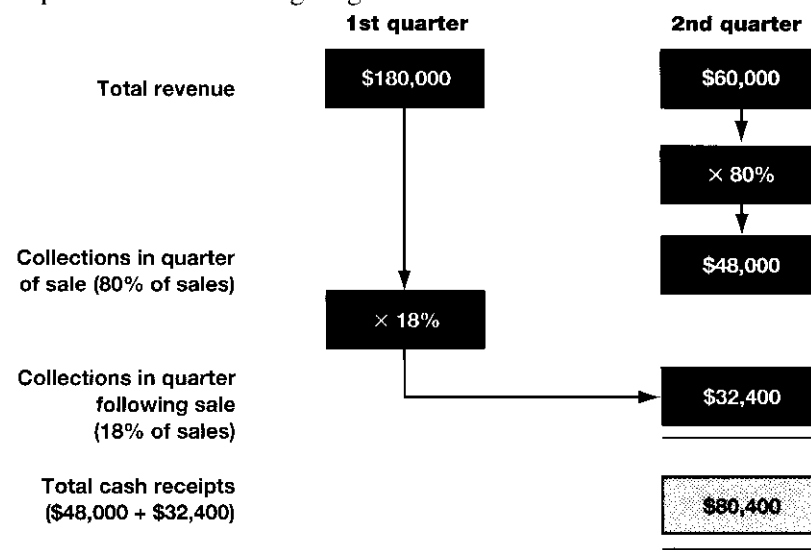 1st quarter
2nd quarter
Total revenue
$180,000
$60,000
× 80%
Collections in quarter
of sale (80% of sales)
$48,000
× 18%
Collections in quarter
following sale
(18% of sales)
$32,400
Total cash receipts
($48,000 + $32,400)
$80,400